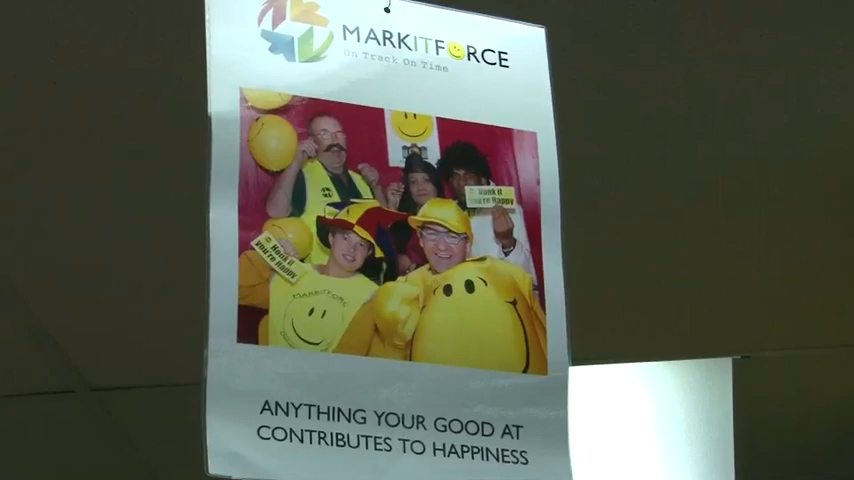 MARKITFORCE
On Track On Time
Honk if
you're Happy
Honk if
you're Happy
MARKITFORCE
ANYTHING YOUR GOOD AT
CONTRIBUTES TO HAPPINESS